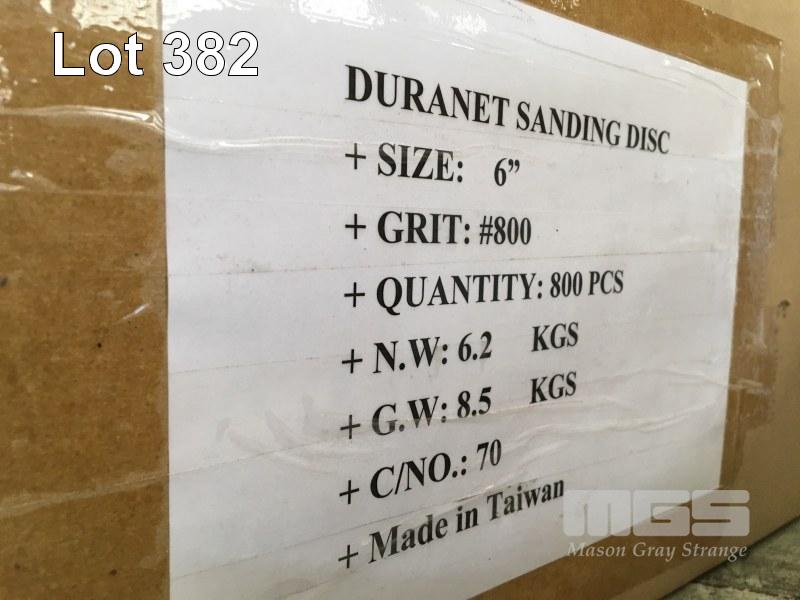 Lot 382
DURANET SANDING DISC
+ SIZE: 6”
+ GRIT: #800
+ QUANTITY: 800 PCS
+ N.W: 6.2 KGS
+ G.W: 8.5 KGS
+ C/NO.: 70
+ Made in Taiwan
MGS
Mason Gray Strange